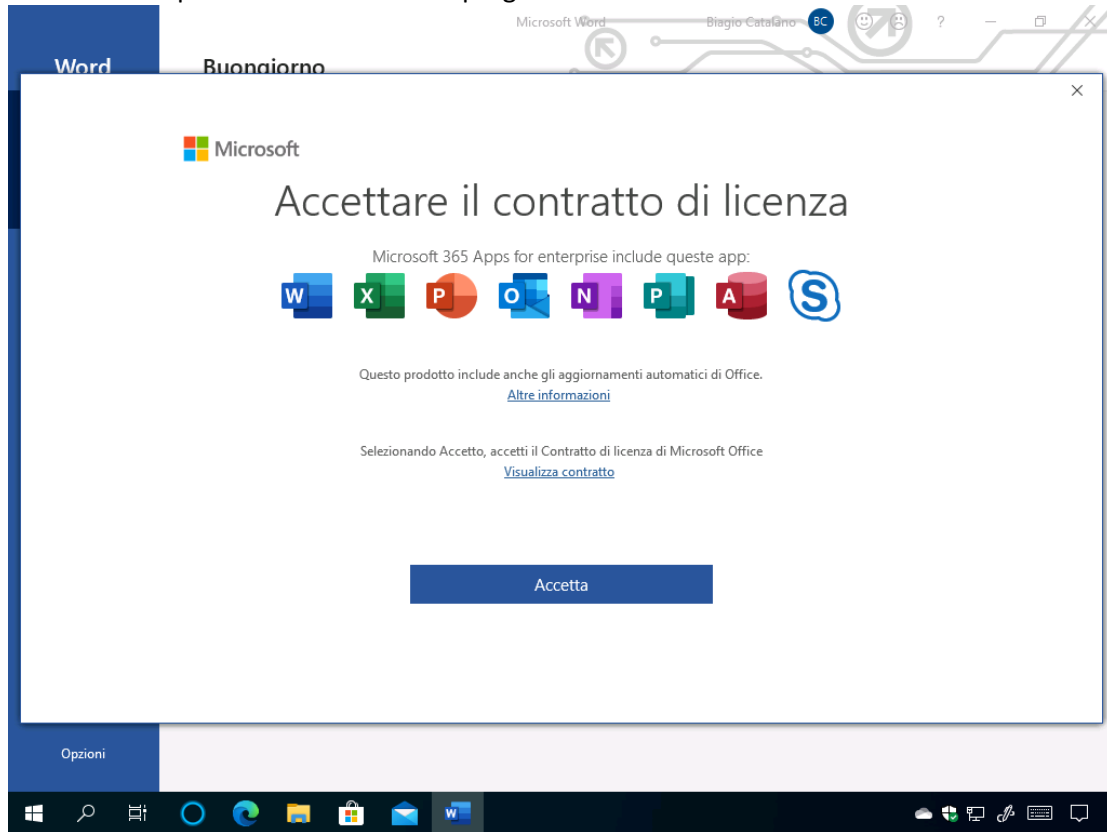 Microsoft Word
Biagio Catalano
BC
?
Word
Buongiorno
Microsoft
Accettare il contratto di licenza
Microsoft 365 Apps for enterprise include queste app:
W X P O N P A S
Questo prodotto include anche gli aggiornamenti automatici di Office.
Altre informazioni
Selezionando Accetto, accetti il Contratto di licenza di Microsoft Office
Visualizza contratto
Accetta
Opzioni
W